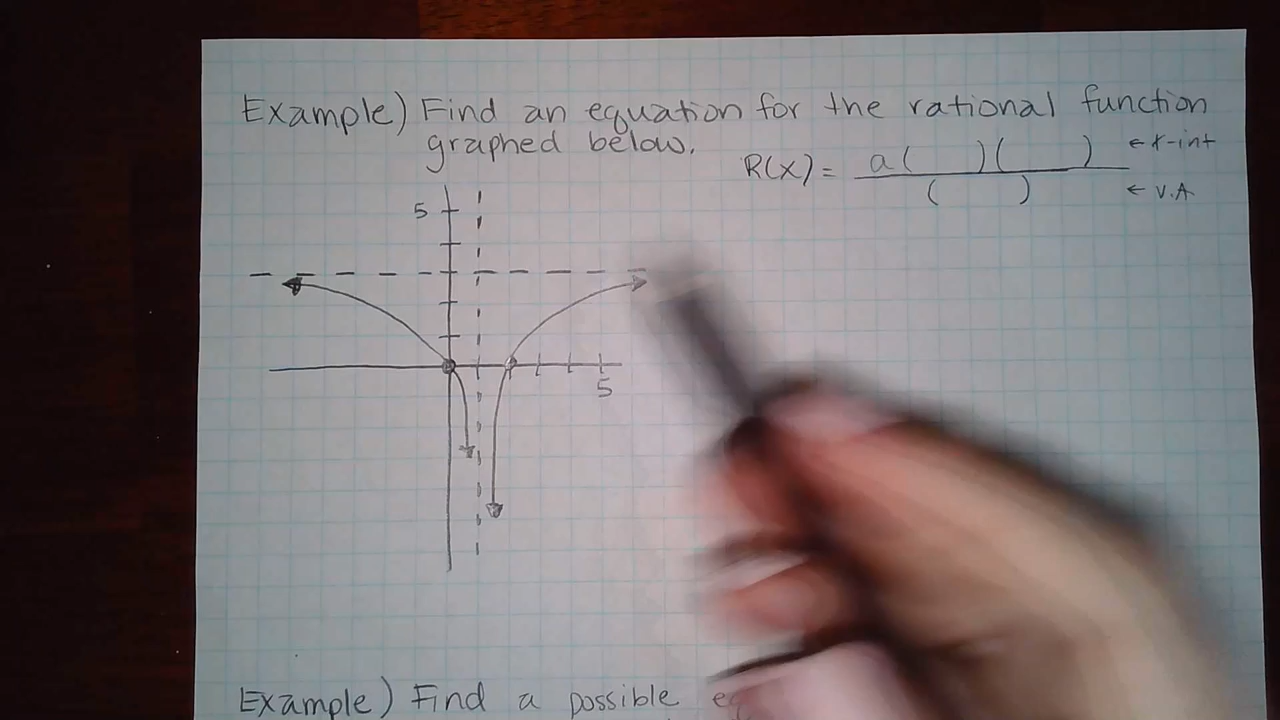 Example) Find an equation for the rational function
graphed below.
R(x) = a( )( ) ← x-int
( ) ← V.A
5
5
Example) Find a possible